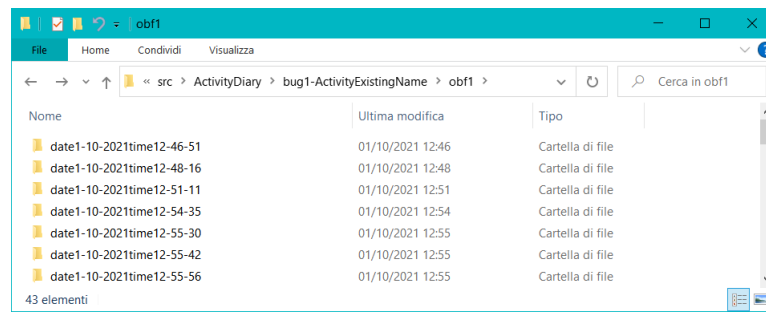 obf1
File Home Condividi Visualizza
« src > ActivityDiary > bug1-ActivityExistingName > obf1 > Cerca in obf1
Nome Ultima modifica Tipo
date1-10-2021time12-46-51 01/10/2021 12:46 Cartella di file
date1-10-2021time12-48-16 01/10/2021 12:48 Cartella di file
date1-10-2021time12-51-11 01/10/2021 12:51 Cartella di file
date1-10-2021time12-54-35 01/10/2021 12:54 Cartella di file
date1-10-2021time12-55-30 01/10/2021 12:55 Cartella di file
date1-10-2021time12-55-42 01/10/2021 12:55 Cartella di file
date1-10-2021time12-55-56 01/10/2021 12:55 Cartella di file
43 elementi